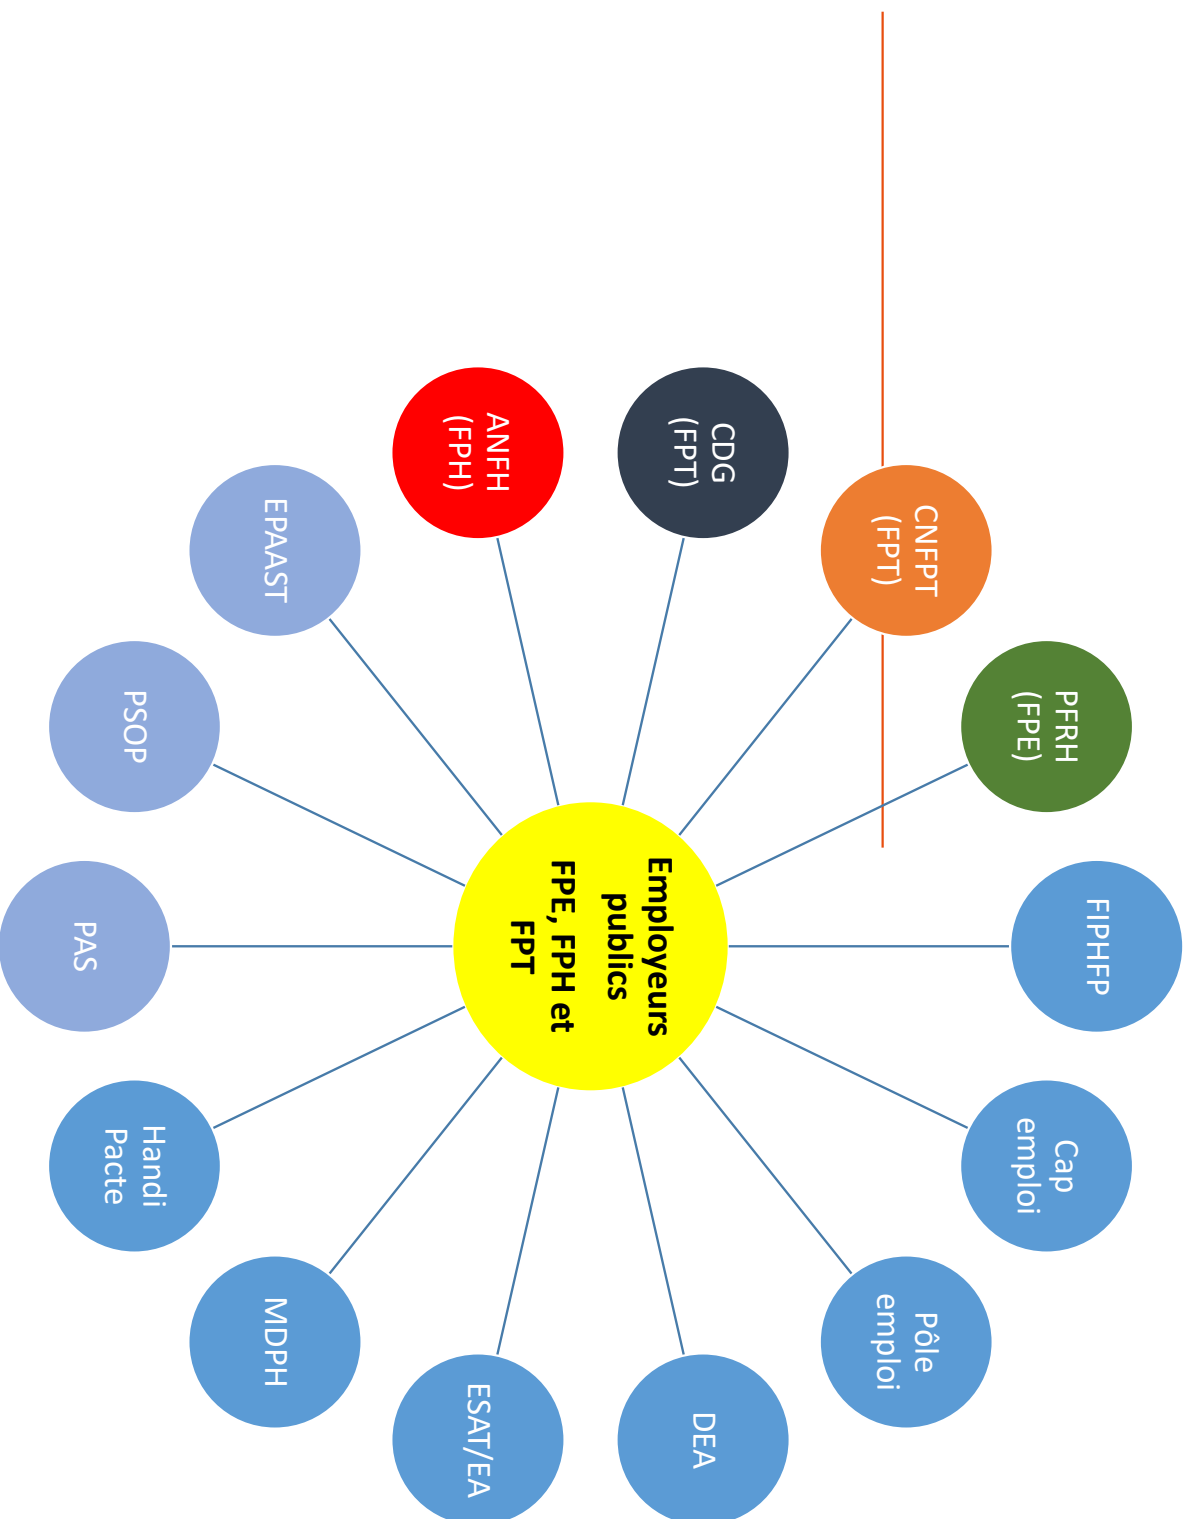 Employeurs
publics
FPE, FPH et
FPT
FIPHFP
Cap
emploi
Pôle
emploi
DEA
ESAT/EA
MDPH
Handi
Pacte
PAS
PSOP
EPAAST
ANFH
(FPH)
CDG
(FPT)
CNFPT
(FPT)
PFRH
(FPE)